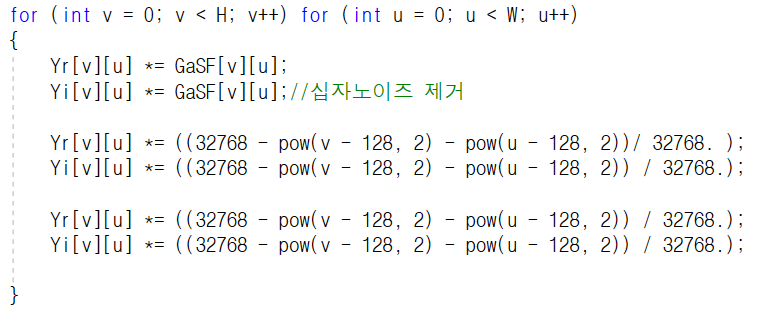 for (int v = 0; v < H; v++) for (int u = 0; u < W; u++)
{
Yr[v][u] *= GaSF[v][u];
Yi[v][u] *= GaSF[v][u];//십자노이즈 제거
Yr[v][u] *= ((32768 - pow(v - 128, 2) - pow(u - 128, 2))/ 32768. );
Yi[v][u] *= ((32768 - pow(v - 128, 2) - pow(u - 128, 2)) / 32768.);
Yr[v][u] *= ((32768 - pow(v - 128, 2) - pow(u - 128, 2)) / 32768.);
Yi[v][u] *= ((32768 - pow(v - 128, 2) - pow(u - 128, 2)) / 32768.);
}